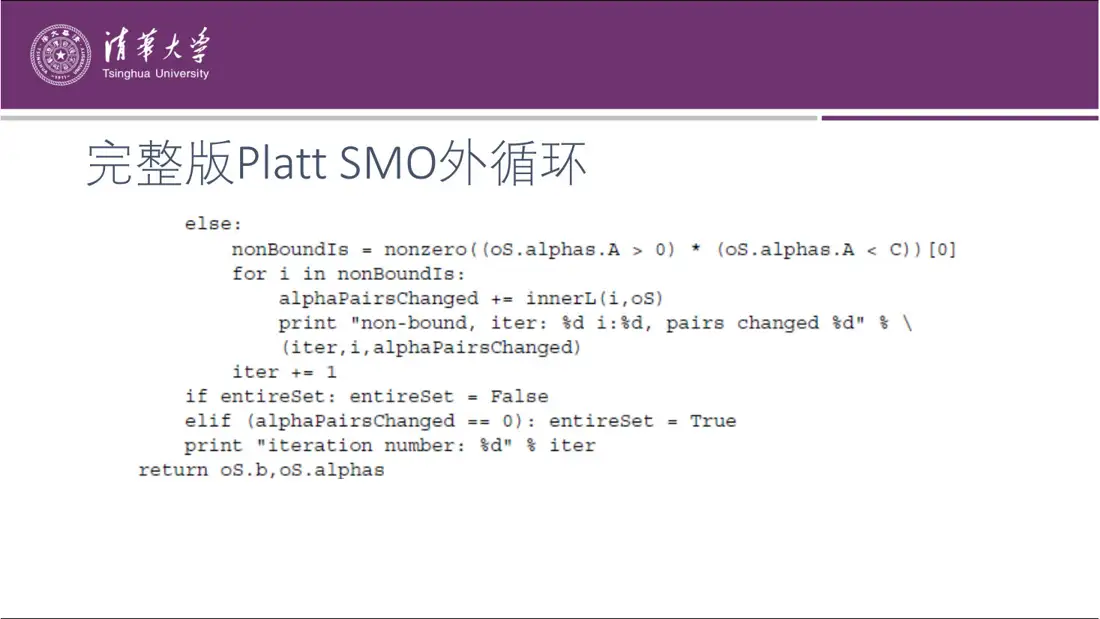 清华大学
Tsinghua University
完整版Platt SMO外循环
else:
nonBoundIs = nonzero((oS.alphas.A > 0) * (oS.alphas.A < C))[0]
for i in nonBoundIs:
alphaPairsChanged += innerL(i,oS)
print "non-bound, iter: %d i:%d, pairs changed %d" % \
(iter,i,alphaPairsChanged)
iter += 1
if entireSet: entireSet = False
elif (alphaPairsChanged == 0): entireSet = True
print "iteration number: %d" % iter
return oS.b,oS.alphas